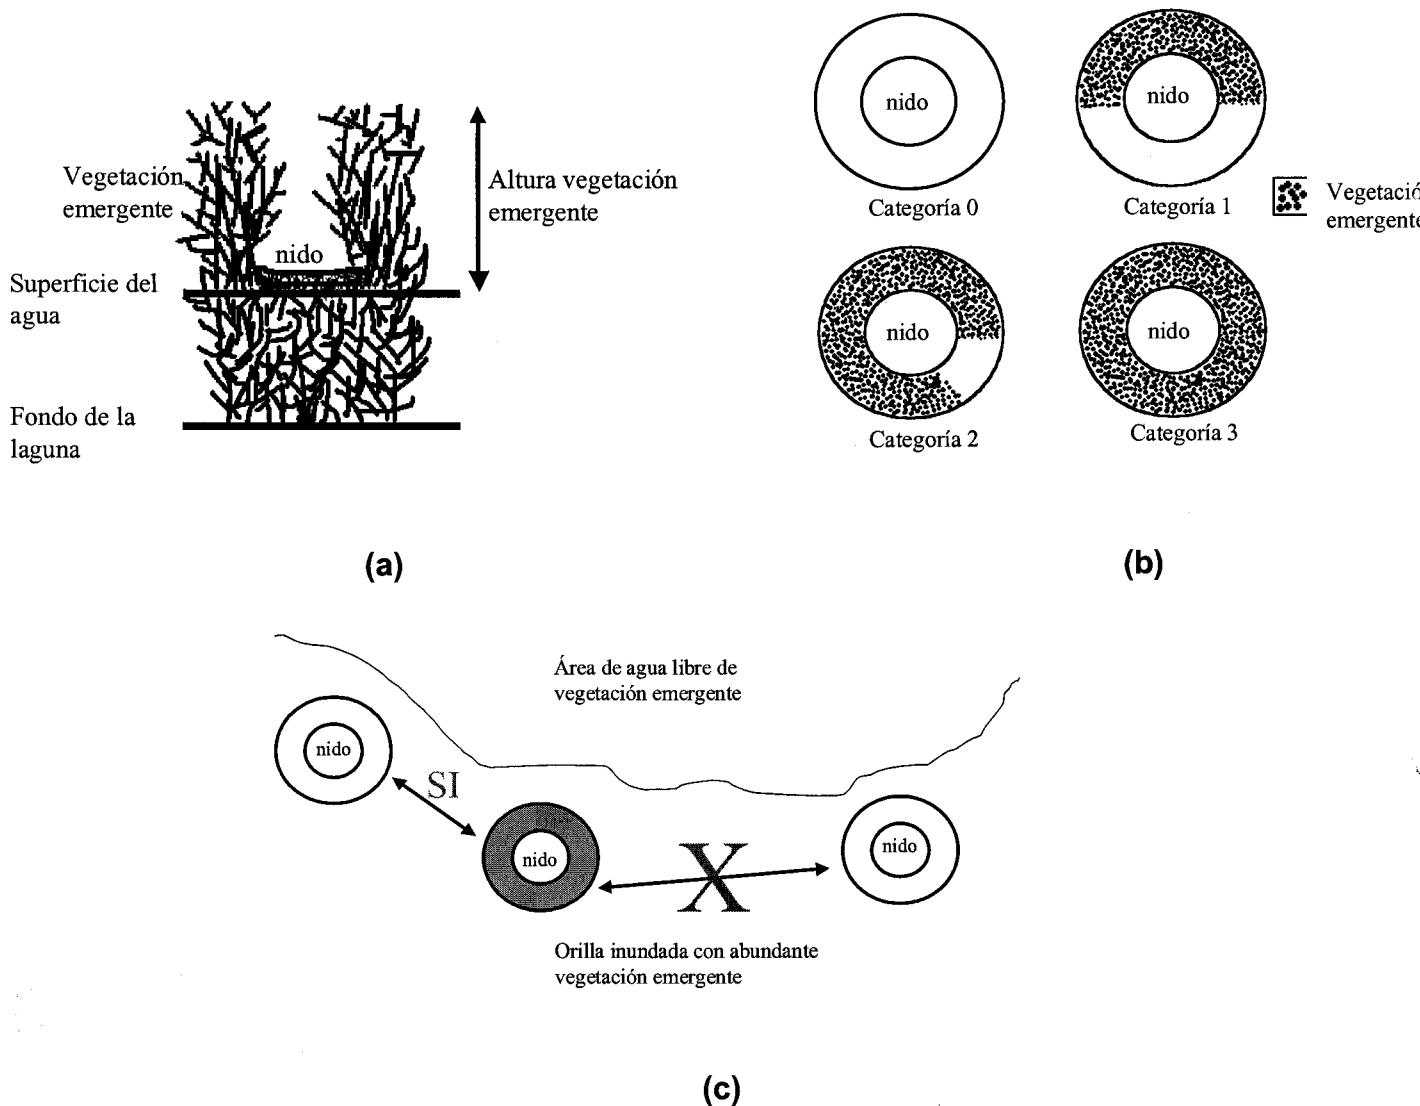 Vegetación
emergente
nido
Altura vegetación
emergente
Superficie del
agua
Fondo de la
laguna
(a)
nido
Categoría 0
nido
Categoría 1
nido
Categoría 2
nido
Categoría 3
Vegetació
emergente
(b)
Área de agua libre de
vegetación emergente
nido
SI
nido
X
nido
Orilla inundada con abundante
vegetación emergente
(c)